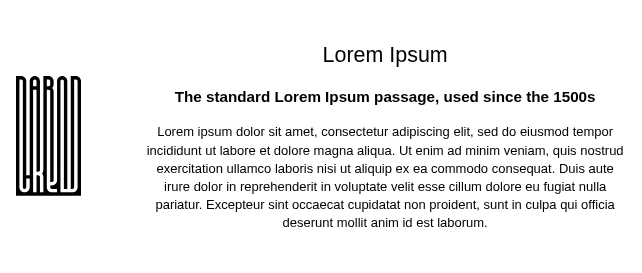 Lorem Ipsum
The standard Lorem Ipsum passage, used since the 1500s
Lorem ipsum dolor sit amet, consectetur adipiscing elit, sed do eiusmod tempor
incididunt ut labore et dolore magna aliqua. Ut enim ad minim veniam, quis nostrud
exercitation ullamco laboris nisi ut aliquip ex ea commodo consequat. Duis aute
irure dolor in reprehenderit in voluptate velit esse cillum dolore eu fugiat nulla
pariatur. Excepteur sint occaecat cupidatat non proident, sunt in culpa qui officia
deserunt mollit anim id est laborum.